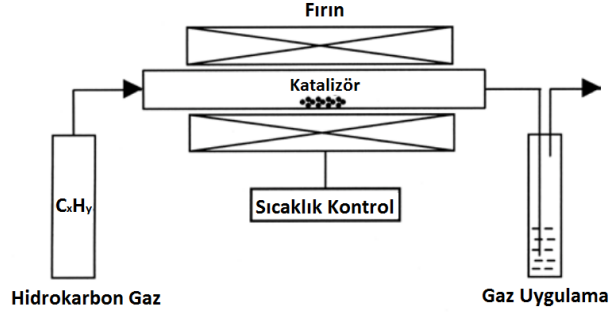 Fırın
Katalizör
CxHy
Sıcaklık Kontrol
Hidrokarbon Gaz
Gaz Uygulama